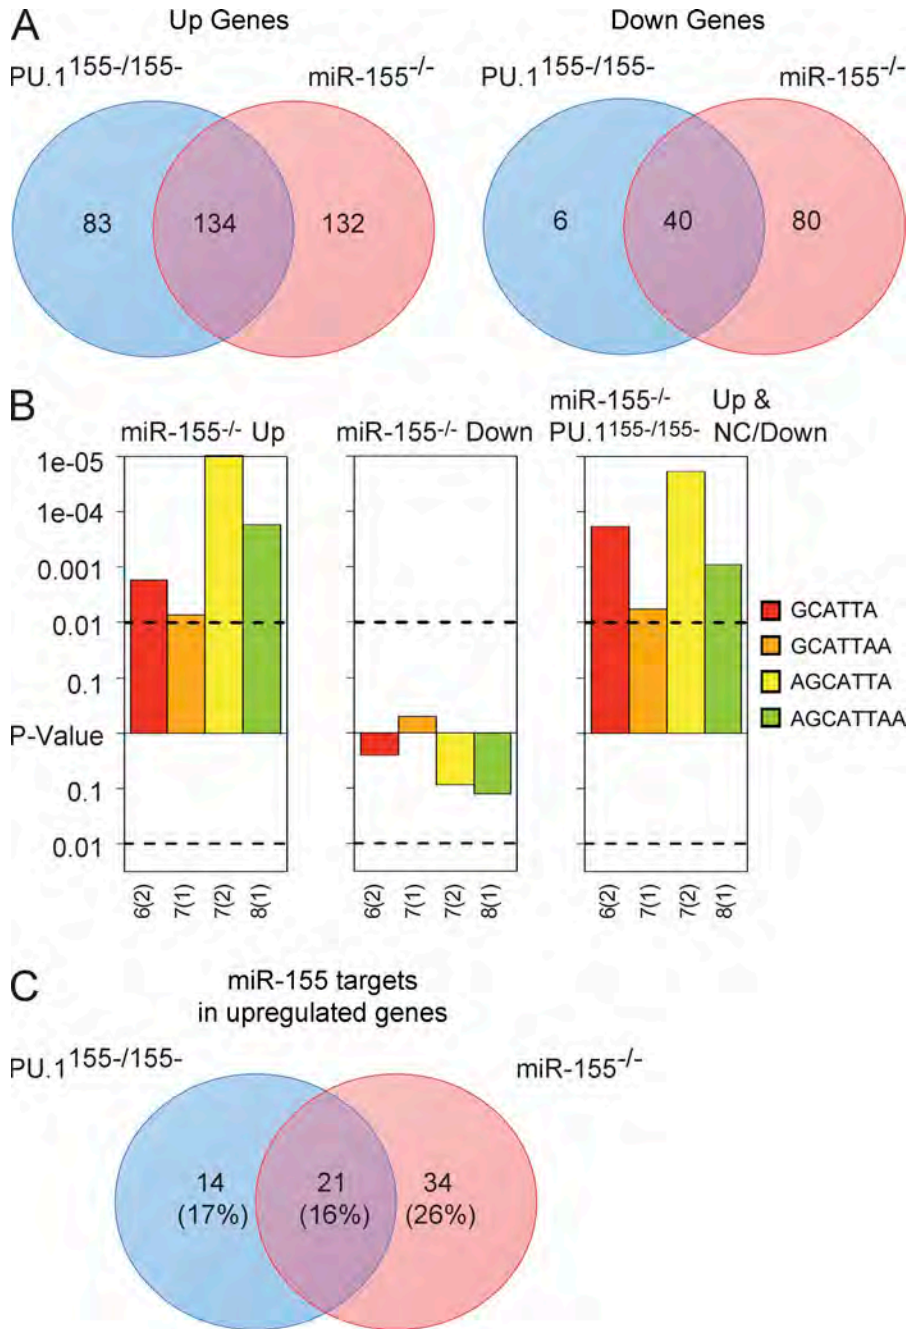 A
Up Genes
Down Genes
PU.1155-/155-
miR-155-/-
PU.1155-/155-
miR-155-/-
83
134
132
6
40
80
B
miR-155-/- Up
miR-155-/- Down
miR-155-/- Up &
PU.1155-/155- NC/Down
1e-05
1e-04
0.001
0.01
0.1
P-Value
0.1
0.01
6(2)
7(1)
7(2)
8(1)
6(2)
7(1)
7(2)
8(1)
6(2)
7(1)
7(2)
8(1)
GCATTA
GCATTAA
AGCATTA
AGCATTAA
C
miR-155 targets
in upregulated genes
PU.1155-/155-
miR-155-/-
14
(17%)
21
(16%)
34
(26%)